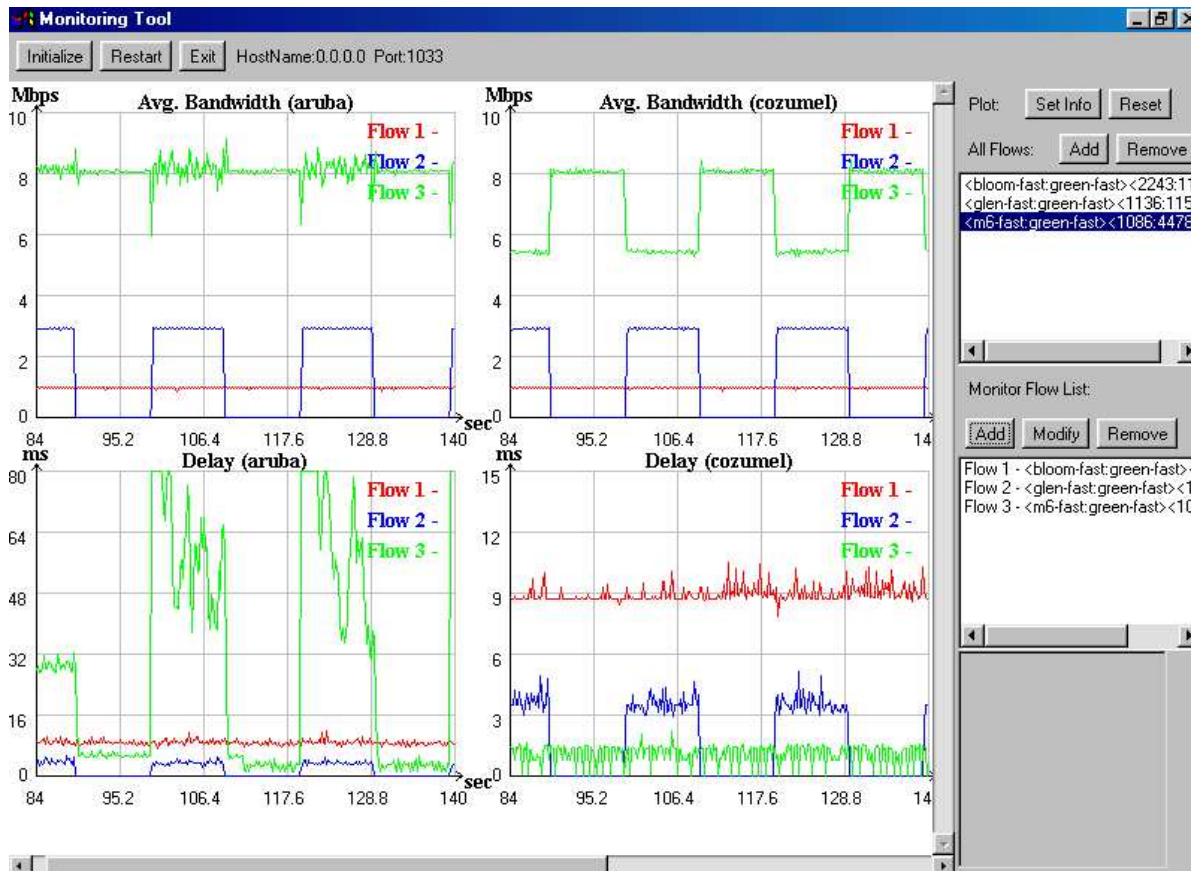 Monitoring Tool
Initialize Restart Exit HostName:0.0.0.0 Port:1033
Mbps Avg. Bandwidth (aruba)
10
8
6
4
2
0
Flow 1 -
Flow 2 -
Flow 3 -
84 95.2 106.4 117.6 128.8 140
sec
Mbps Avg. Bandwidth (cozumel)
10
8
6
4
2
0
Flow 1 -
Flow 2 -
Flow 3 -
84 95.2 106.4 117.6 128.8 14
ms Delay (aruba)
80
64
48
32
16
0
Flow 1 -
Flow 2 -
Flow 3 -
84 95.2 106.4 117.6 128.8 140
sec
ms Delay (cozumel)
15
12
9
6
3
0
Flow 1 -
Flow 2 -
Flow 3 -
84 95.2 106.4 117.6 128.8 14
Plot: Set Info Reset
All Flows: Add Remove
<bloom-fast:green-fast><2243:11
<glen-fast:green-fast><1136:115
<m6-fast:green-fast><1086:4478
Monitor Flow List:
Add Modify Remove
Flow 1 - <bloom-fast:green-fast><
Flow 2 - <glen-fast:green-fast><1
Flow 3 - <m6-fast:green-fast><10